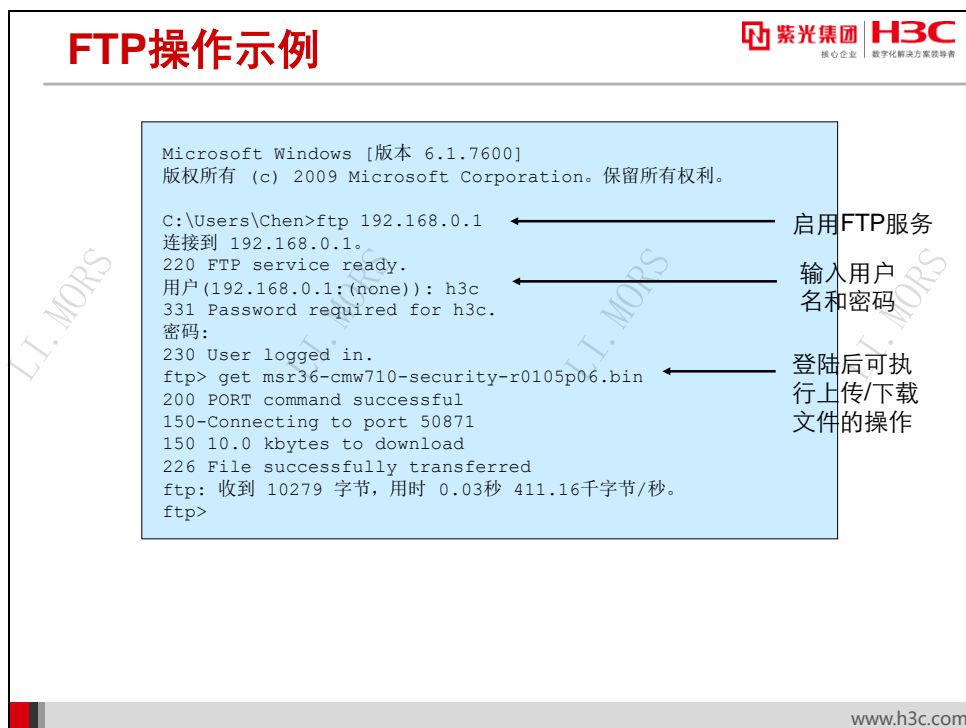 FTP操作示例
紫光集团 H3C
核心企业 数字化解决方案领导者
Microsoft Windows [版本 6.1.7600]
版权所有 (c) 2009 Microsoft Corporation。保留所有权利。
C:\Users\Chen>ftp 192.168.0.1
连接到 192.168.0.1。
220 FTP service ready.
用户(192.168.0.1:(none)): h3c
331 Password required for h3c.
密码:
230 User logged in.
ftp> get msr36-cmw710-security-r0105p06.bin
200 PORT command successful
150-Connecting to port 50871
150 10.0 kbytes to download
226 File successfully transferred
ftp: 收到 10279 字节，用时 0.03秒 411.16千字节/秒。
ftp>
启用FTP服务
输入用户
名和密码
登陆后可执
行上传/下载
文件的操作
LI. MORS
LI. MORS
LI. MORS
LI. MORS
www.h3c.com